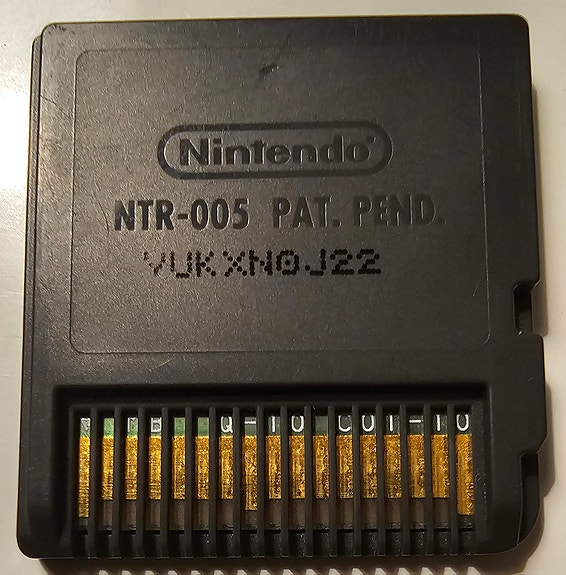 Nintendo
NTR-005 PAT. PEND.
VUKXN0J22